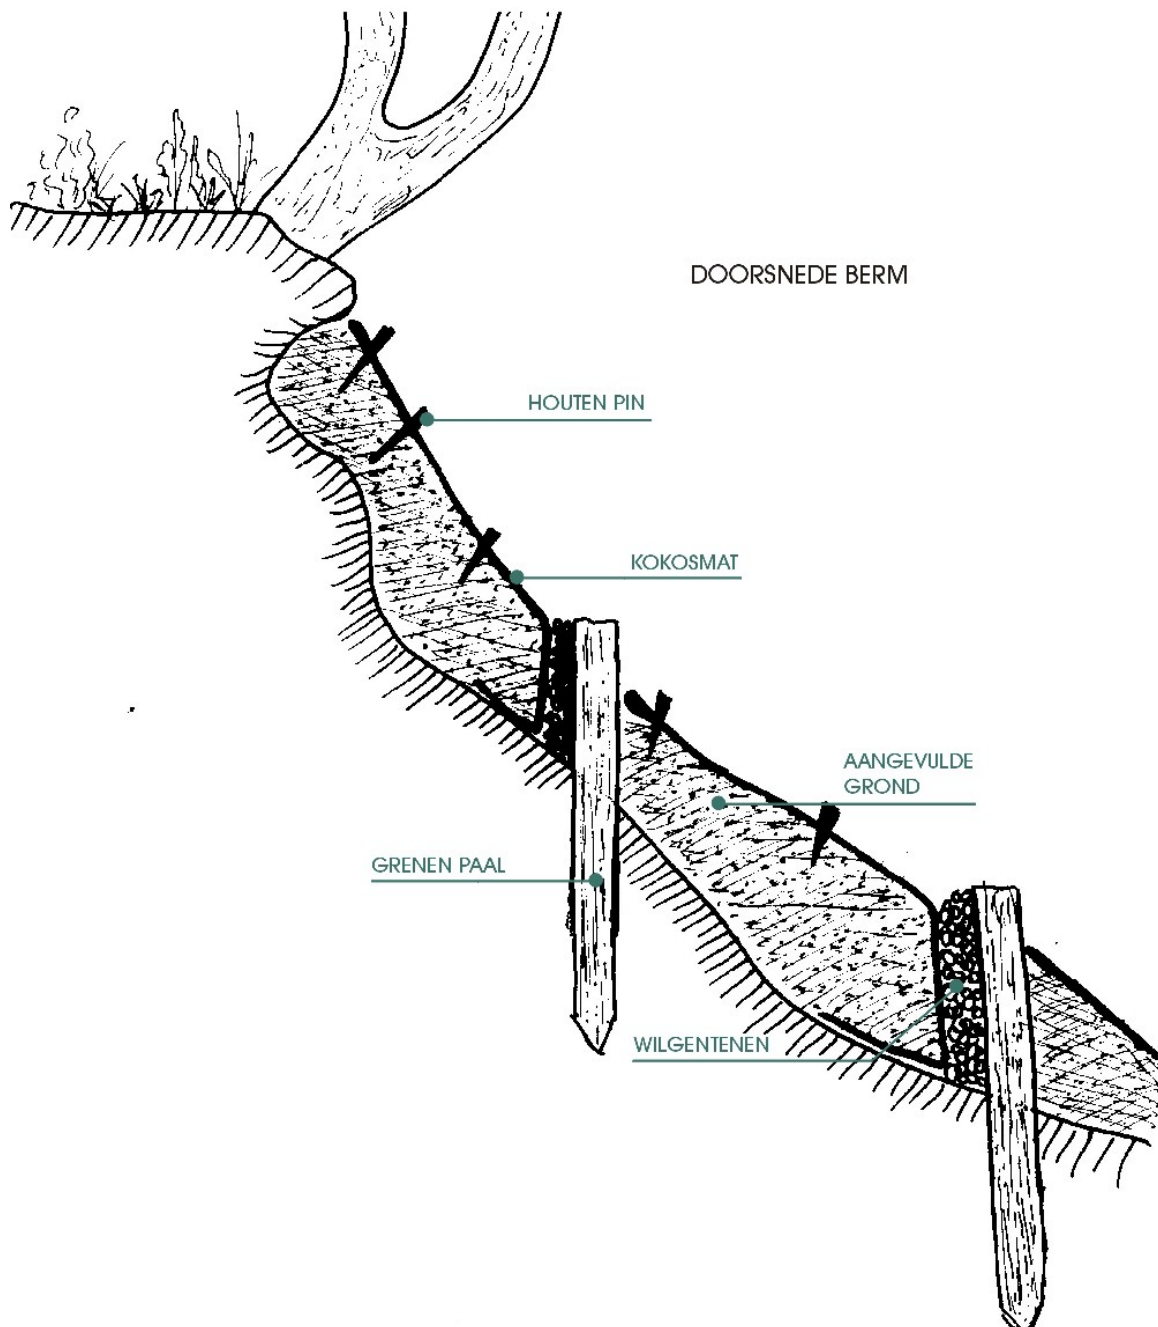 DOORSNEDE BERM
HOUTEN PIN
KOKOSMAT
AANGEVULDE
GROND
GRENEN PAAL
WILGENTENEN